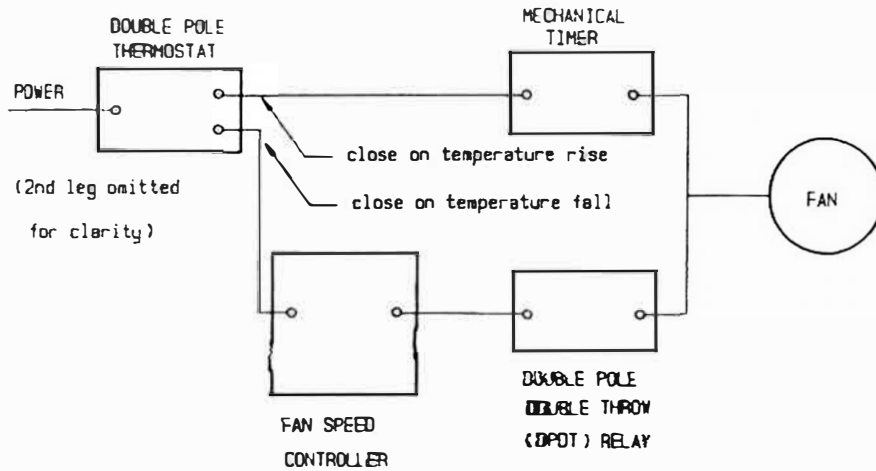 DOUBLE POLE
THERMOSTAT
MECHANICAL
TIMER
POWER
close on temperature rise
(2nd leg omitted
for clarity)
close on temperature fall
FAN
FAN SPEED
CONTROLLER
DOUBLE POLE
DOUBLE THROW
(DPDT) RELAY